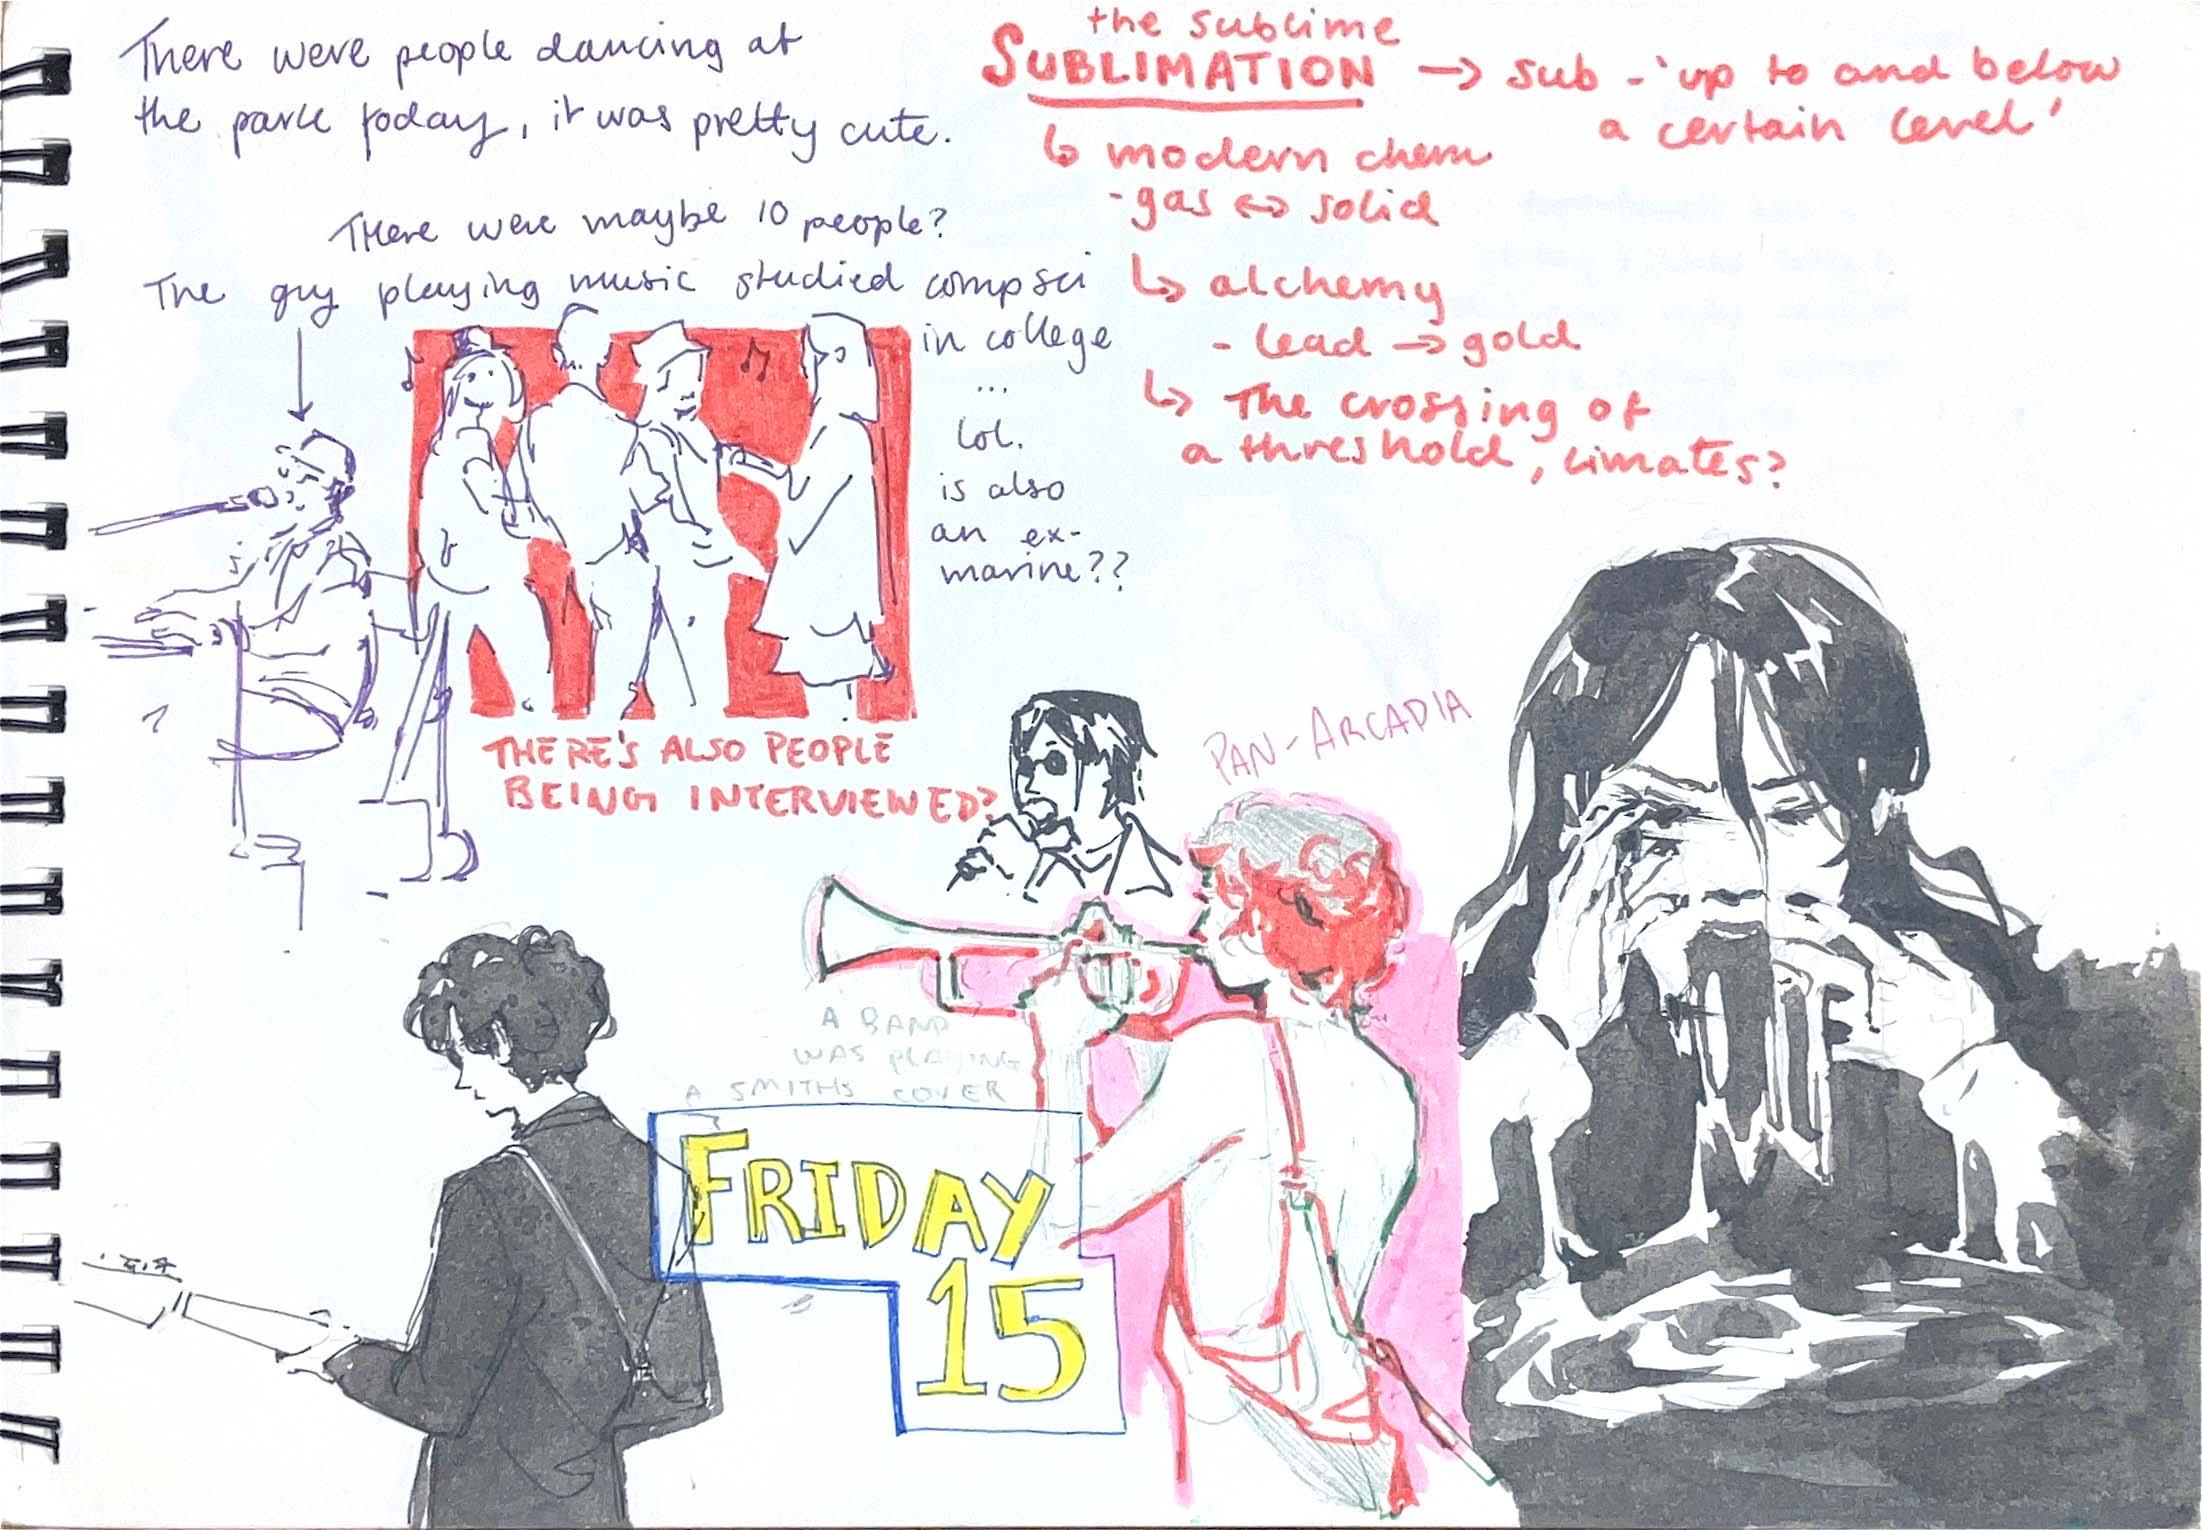 There were people dancing at
the park today, it was pretty cute.
There were maybe 10 people?
The guy playing music studied compsci
in college
...
lol.
is also
an ex-
marine??
THERE'S ALSO PEOPLE
BEING INTERVIEWED?
the sublime
SUBLIMATION → sub - 'up to and below
a certain level'
↳ modern chem
- gas ↔ solid
↳ alchemy
- lead → gold
↳ The crossing of
a threshold, limates?
PAN-ARCADIA
A BAND
WAS PLAYING
A SMITHS COVER
FRIDAY
15